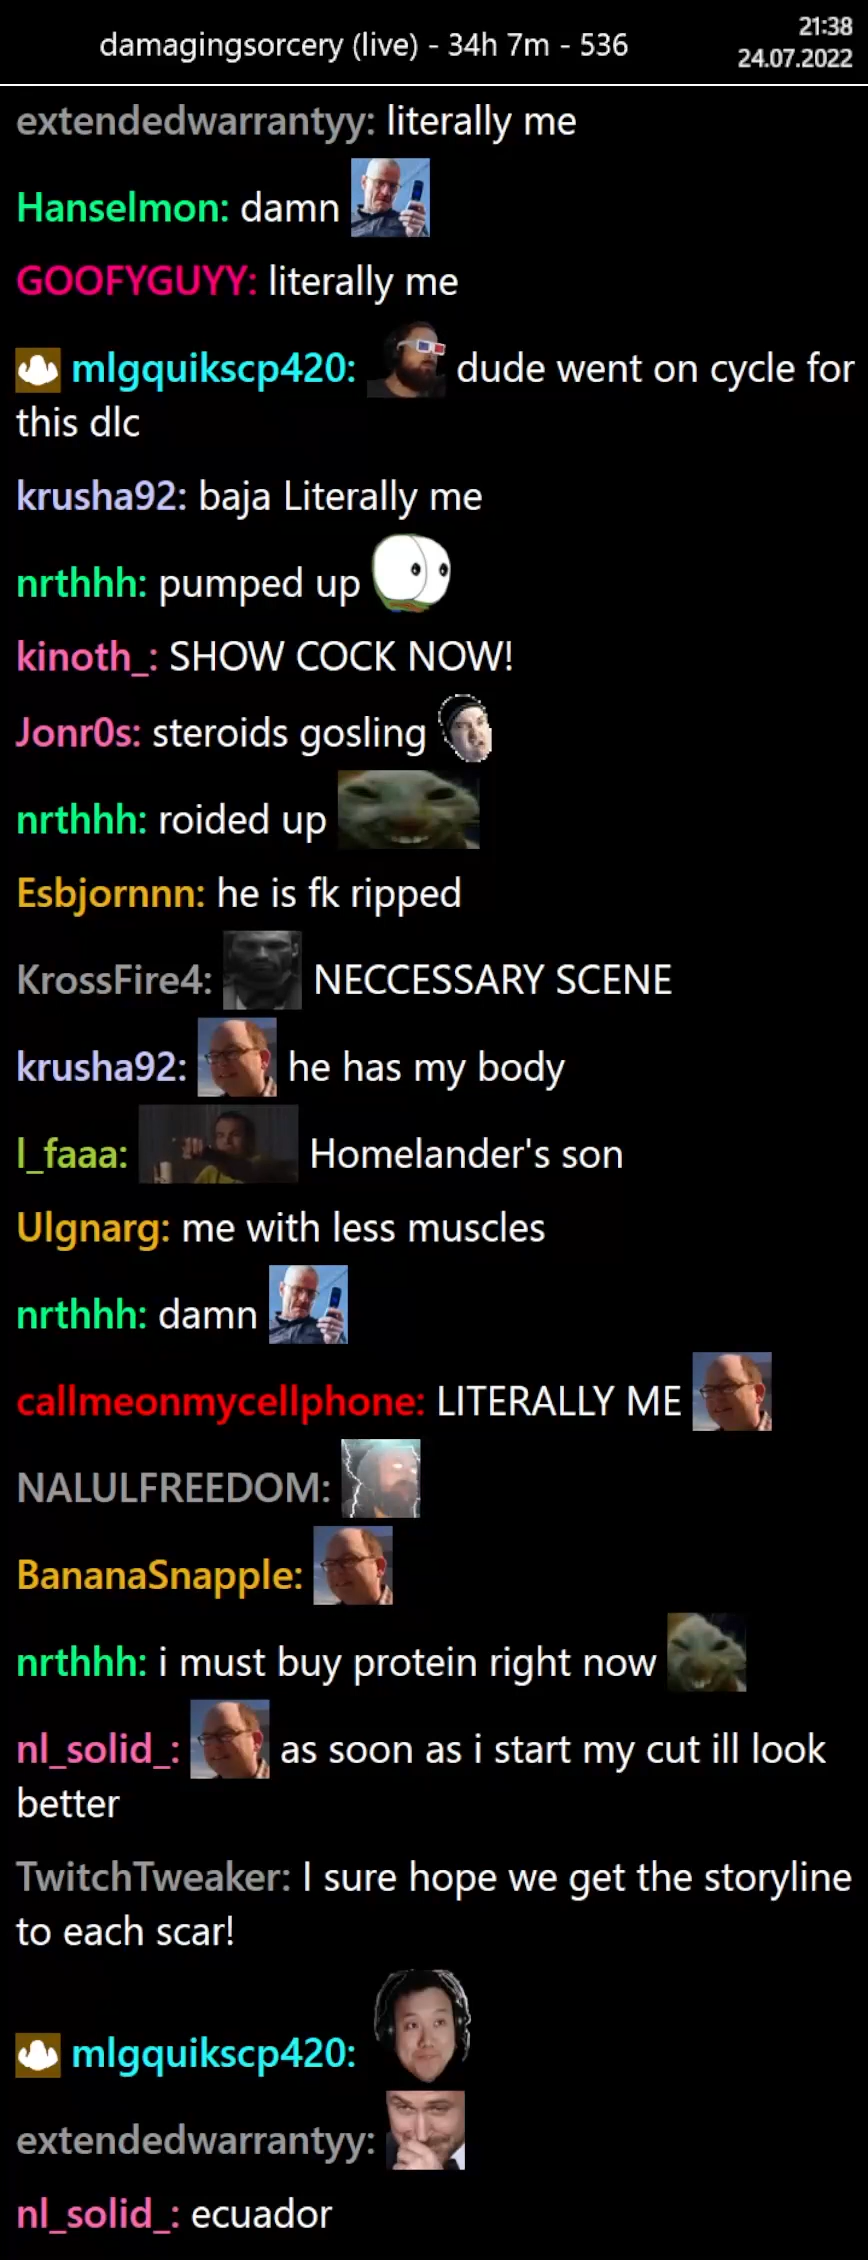 damagingsorcery (live) - 34h 7m - 536
21:38
24.07.2022
extendedwarrantyy: literally me
Hanselmon: damn
GOOFYGUYY: literally me
mlgquikscp420: dude went on cycle for
this dlc
krusha92: baja Literally me
nrthhh: pumped up
kinoth_: SHOW COCK NOW!
Jonr0s: steroids gosling
nrthhh: roided up
Esbjornnn: he is fk ripped
KrossFire4: NECCESSARY SCENE
krusha92: he has my body
l_faaa: Homelander's son
Ulgnarg: me with less muscles
nrthhh: damn
callmeonmycellphone: LITERALLY ME
NALULFREEDOM:
BananaSnapple:
nrthhh: i must buy protein right now
nl_solid_: as soon as i start my cut ill look
better
TwitchTweaker: I sure hope we get the storyline
to each scar!
mlgquikscp420:
extendedwarrantyy:
nl_solid_: ecuador